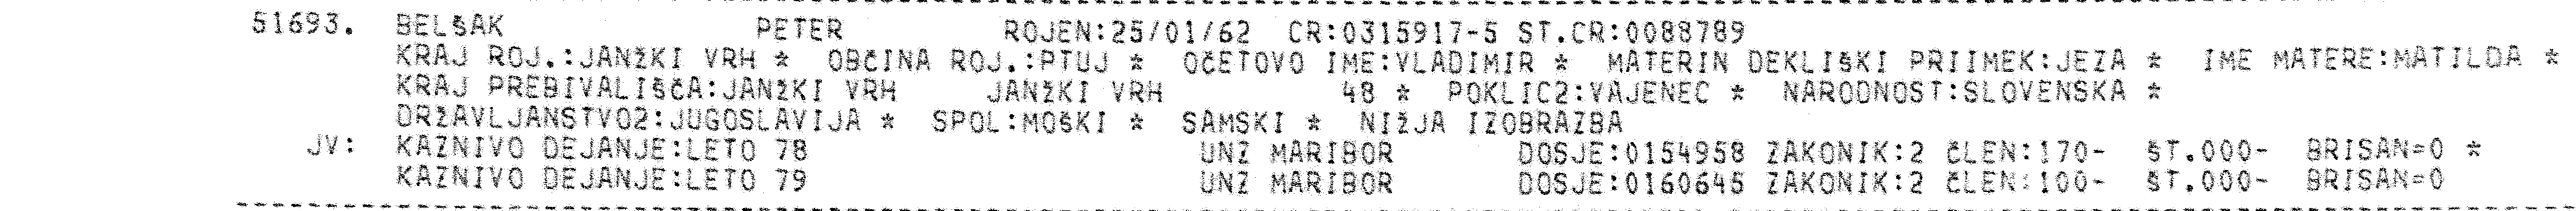 51693. BELŠAK PETER ROJEN:25/01/62 CR:0315917-5 ST.CR:0088789
KRAJ ROJ.:JANŽKI VRH * OBČINA ROJ.:PTUJ * OČETOVO IME:VLADIMIR * MATERIN DEKLIŠKI PRIIMEK:JEZA * IME MATERE:MATILDA *
KRAJ PREBIVALIŠČA:JANŽKI VRH JANŽKI VRH 48 * POKLIC2:VAJENEC * NARODNOST:SLOVENSKA *
DRŽAVLJANSTVO2:JUGOSLAVIJA * SPOL:MOŠKI * SAMSKI * NIŽJA IZOBRAZBA
JV: KAZNIVO DEJANJE:LETO 78 UNZ MARIBOR DOSJE:0154958 ZAKONIK:2 ČLEN:170- ŠT.000- BRISAN=0 *
KAZNIVO DEJANJE:LETO 79 UNZ MARIBOR DOSJE:0160645 ZAKONIK:2 ČLEN:100- ŠT.000- BRISAN=0